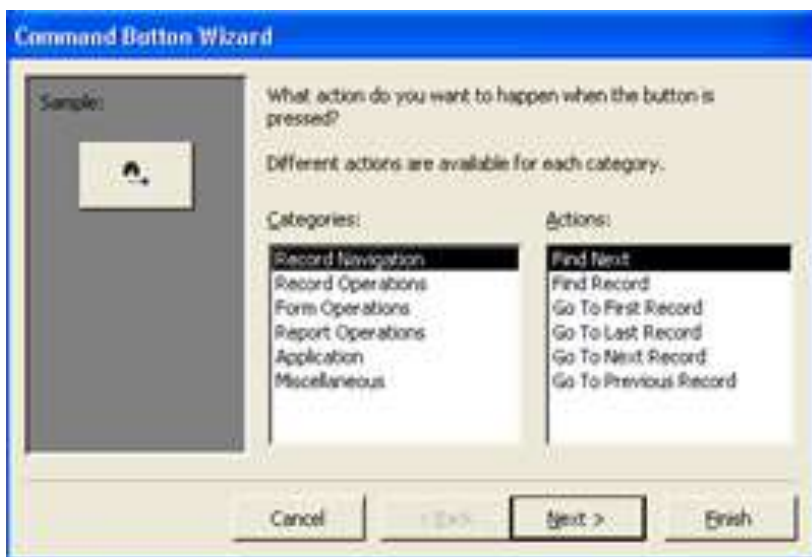 Command Button Wizard
Sample:
What action do you want to happen when the button is
pressed?
Different actions are available for each category.
Categories:
Actions:
Record Navigation
Record Operations
Form Operations
Report Operations
Application
Miscellaneous
Find Next
Find Record
Go To First Record
Go To Last Record
Go To Next Record
Go To Previous Record
Cancel
Next >
Finish